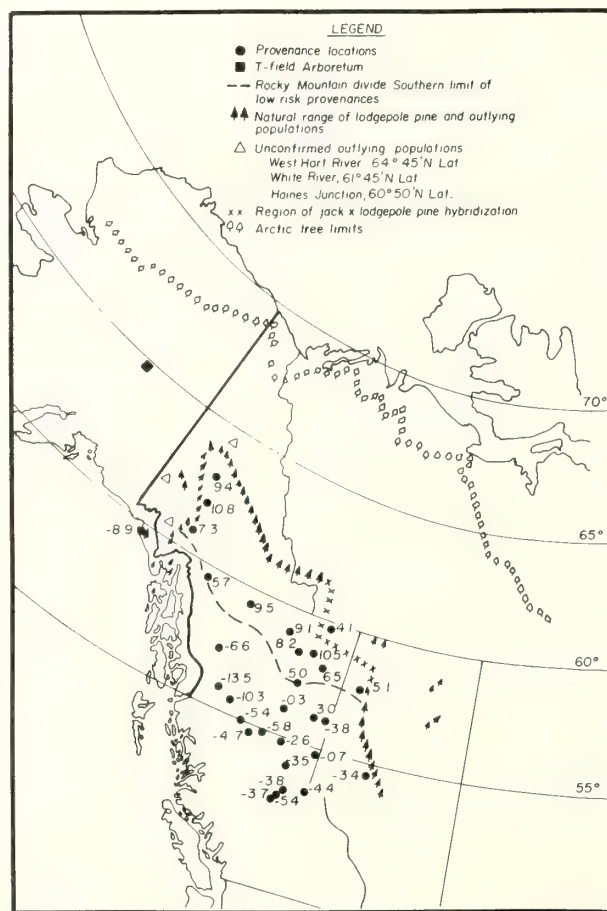 LEGEND
Provenance locations
T-field Arboretum
Rocky Mountain divide Southern limit of
low risk provenances
Natural range of lodgepole pine and outlying
populations
Unconfirmed outlying populations
West Hart River 64° 45'N Lat
White River, 61° 45'N Lat
Haines Junction, 60° 50'N Lat.
xx Region of jack x lodgepole pine hybridization
Arctic tree limits
70°
94
108
65°
-89
73
57
95
91
41
82
105
60°
-66
65
50
51
-135
-103
-03
30
-54
-38
-58
-47
-26
-07
-35
-34
55°
-38
-44
-37
-54